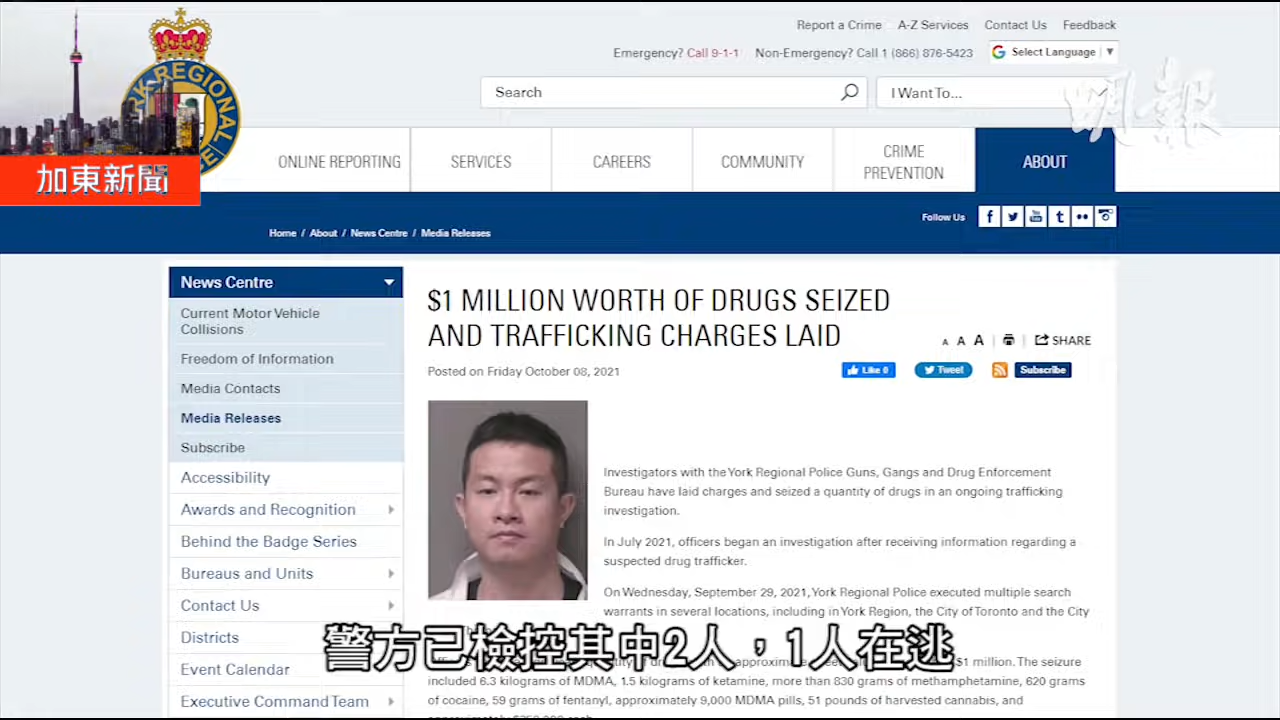 Report a Crime A-Z Services Contact Us Feedback
Emergency? Call 9-1-1 Non-Emergency? Call 1 (866) 876-5423 Select Language
Search
I Want To...
明報
REGIONAL
加東新聞
ONLINE REPORTING
SERVICES
CAREERS
COMMUNITY
CRIME
PREVENTION
ABOUT
Follow Us
Home / About / News Centre / Media Releases
News Centre
Current Motor Vehicle
Collisions
Freedom of Information
Media Contacts
Media Releases
Subscribe
Accessibility
Awards and Recognition
Behind the Badge Series
Bureaus and Units
Contact Us
Districts
Event Calendar
Executive Command Team
$1 MILLION WORTH OF DRUGS SEIZED
AND TRAFFICKING CHARGES LAID
A A A SHARE
Posted on Friday October 08, 2021
Like 0 Tweet Subscribe
Investigators with the York Regional Police Guns, Gangs and Drug Enforcement
Bureau have laid charges and seized a quantity of drugs in an ongoing trafficking
investigation.
In July 2021, officers began an investigation after receiving information regarding a
suspected drug trafficker.
On Wednesday, September 29, 2021, York Regional Police executed multiple search
warrants in several locations, including in York Region, the City of Toronto and the City
$1 million. The seizure
included 6.3 kilograms of MDMA, 1.5 kilograms of ketamine, more than 830 grams of methamphetamine, 620 grams
of cocaine, 59 grams of fentanyl, approximately 9,000 MDMA pills, 51 pounds of harvested cannabis, and
警方已檢控其中2人，1人在逃